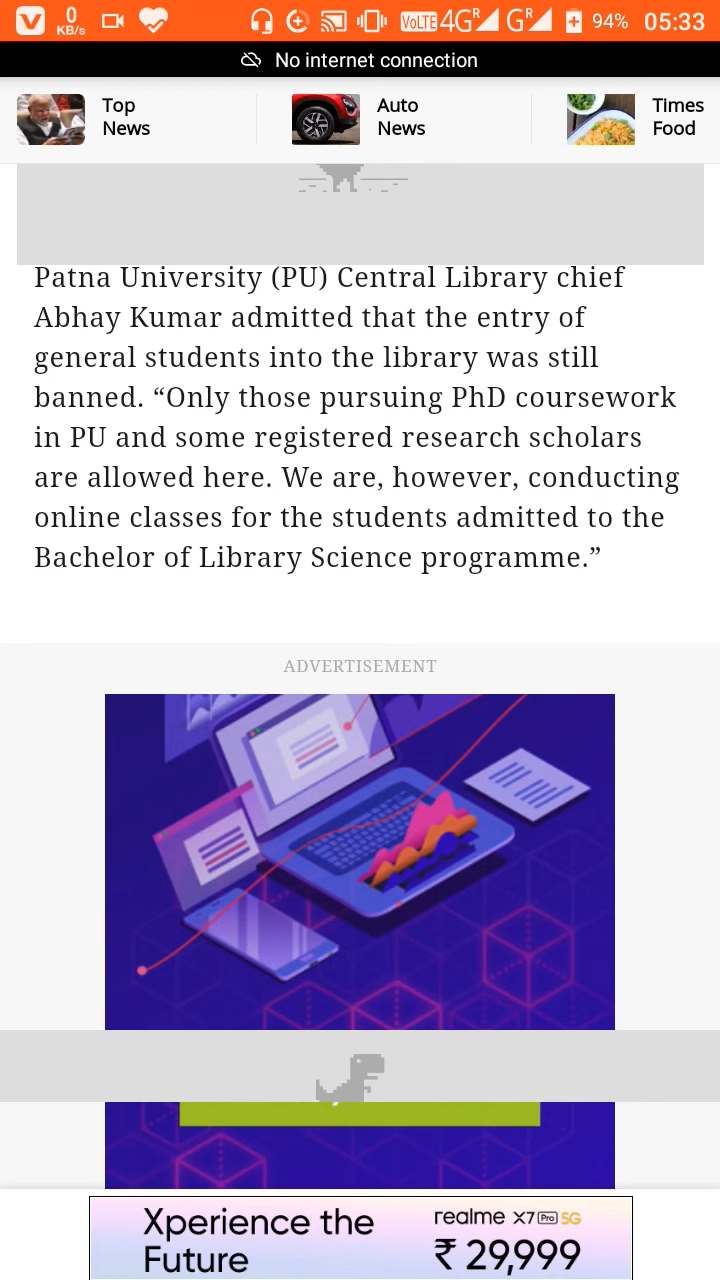 0
KB/s
VoLTE 4G R G R 94% 05:33
No internet connection
Top
News
Auto
News
Times
Food
Patna University (PU) Central Library chief
Abhay Kumar admitted that the entry of
general students into the library was still
banned. “Only those pursuing PhD coursework
in PU and some registered research scholars
are allowed here. We are, however, conducting
online classes for the students admitted to the
Bachelor of Library Science programme.”
ADVERTISEMENT
Xperience the
Future
realme X7 Pro 5G
₹ 29,999